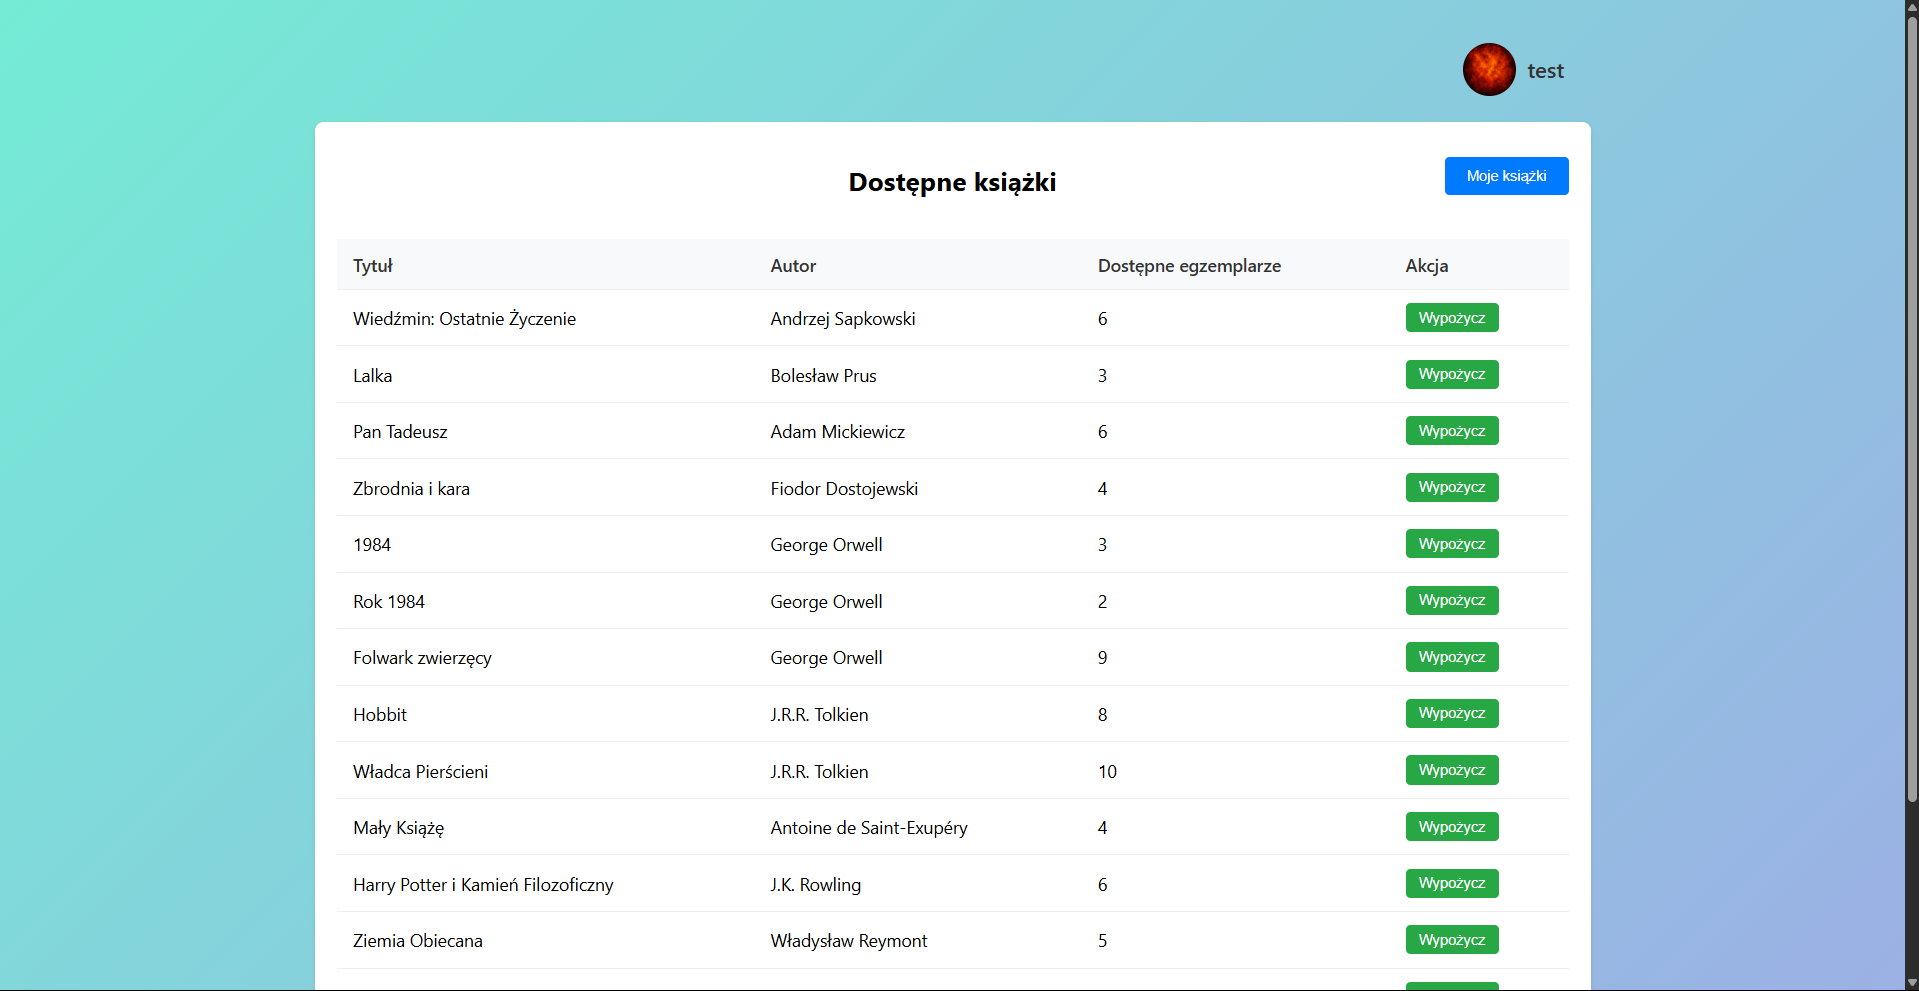 test
Dostępne książki
Moje książki
Tytuł Autor Dostępne egzemplarze Akcja
Wiedźmin: Ostatnie Życzenie Andrzej Sapkowski 6 Wypożycz
Lalka Bolesław Prus 3 Wypożycz
Pan Tadeusz Adam Mickiewicz 6 Wypożycz
Zbrodnia i kara Fiodor Dostojewski 4 Wypożycz
1984 George Orwell 3 Wypożycz
Rok 1984 George Orwell 2 Wypożycz
Folwark zwierzęcy George Orwell 9 Wypożycz
Hobbit J.R.R. Tolkien 8 Wypożycz
Władca Pierścieni J.R.R. Tolkien 10 Wypożycz
Mały Książę Antoine de Saint-Exupéry 4 Wypożycz
Harry Potter i Kamień Filozoficzny J.K. Rowling 6 Wypożycz
Ziemia Obiecana Władysław Reymont 5 Wypożycz